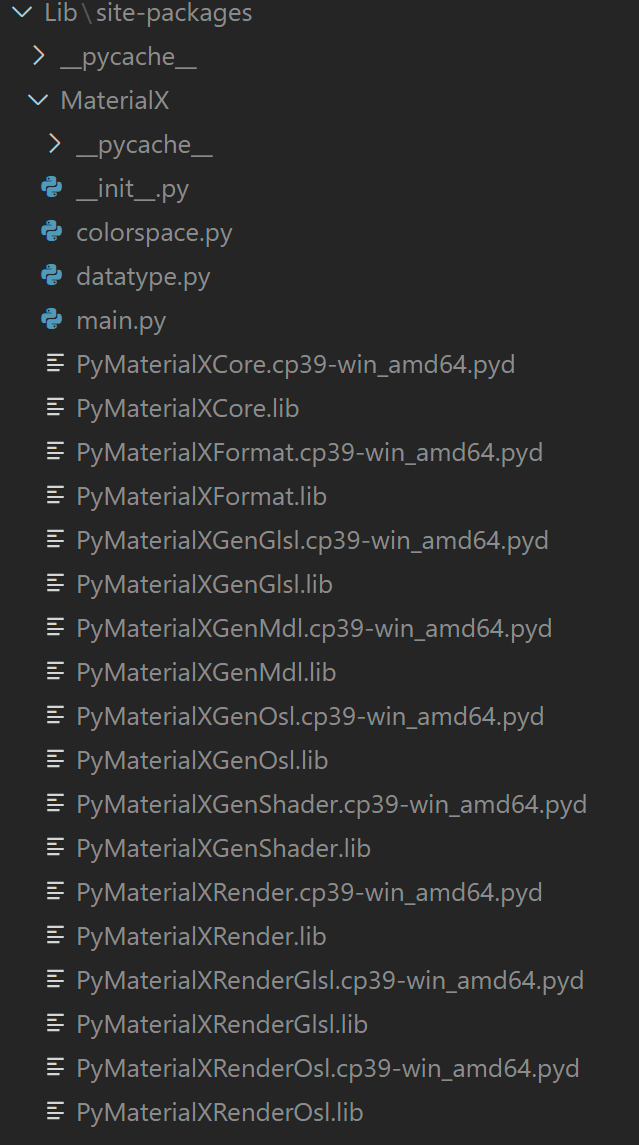 Lib\site-packages
__pycache__
MaterialX
__pycache__
__init__.py
colorspace.py
datatype.py
main.py
PyMaterialXCore.cp39-win_amd64.pyd
PyMaterialXCore.lib
PyMaterialXFormat.cp39-win_amd64.pyd
PyMaterialXFormat.lib
PyMaterialXGenGlsl.cp39-win_amd64.pyd
PyMaterialXGenGlsl.lib
PyMaterialXGenMdl.cp39-win_amd64.pyd
PyMaterialXGenMdl.lib
PyMaterialXGenOsl.cp39-win_amd64.pyd
PyMaterialXGenOsl.lib
PyMaterialXGenShader.cp39-win_amd64.pyd
PyMaterialXGenShader.lib
PyMaterialXRender.cp39-win_amd64.pyd
PyMaterialXRender.lib
PyMaterialXRenderGlsl.cp39-win_amd64.pyd
PyMaterialXRenderGlsl.lib
PyMaterialXRenderOsl.cp39-win_amd64.pyd
PyMaterialXRenderOsl.lib